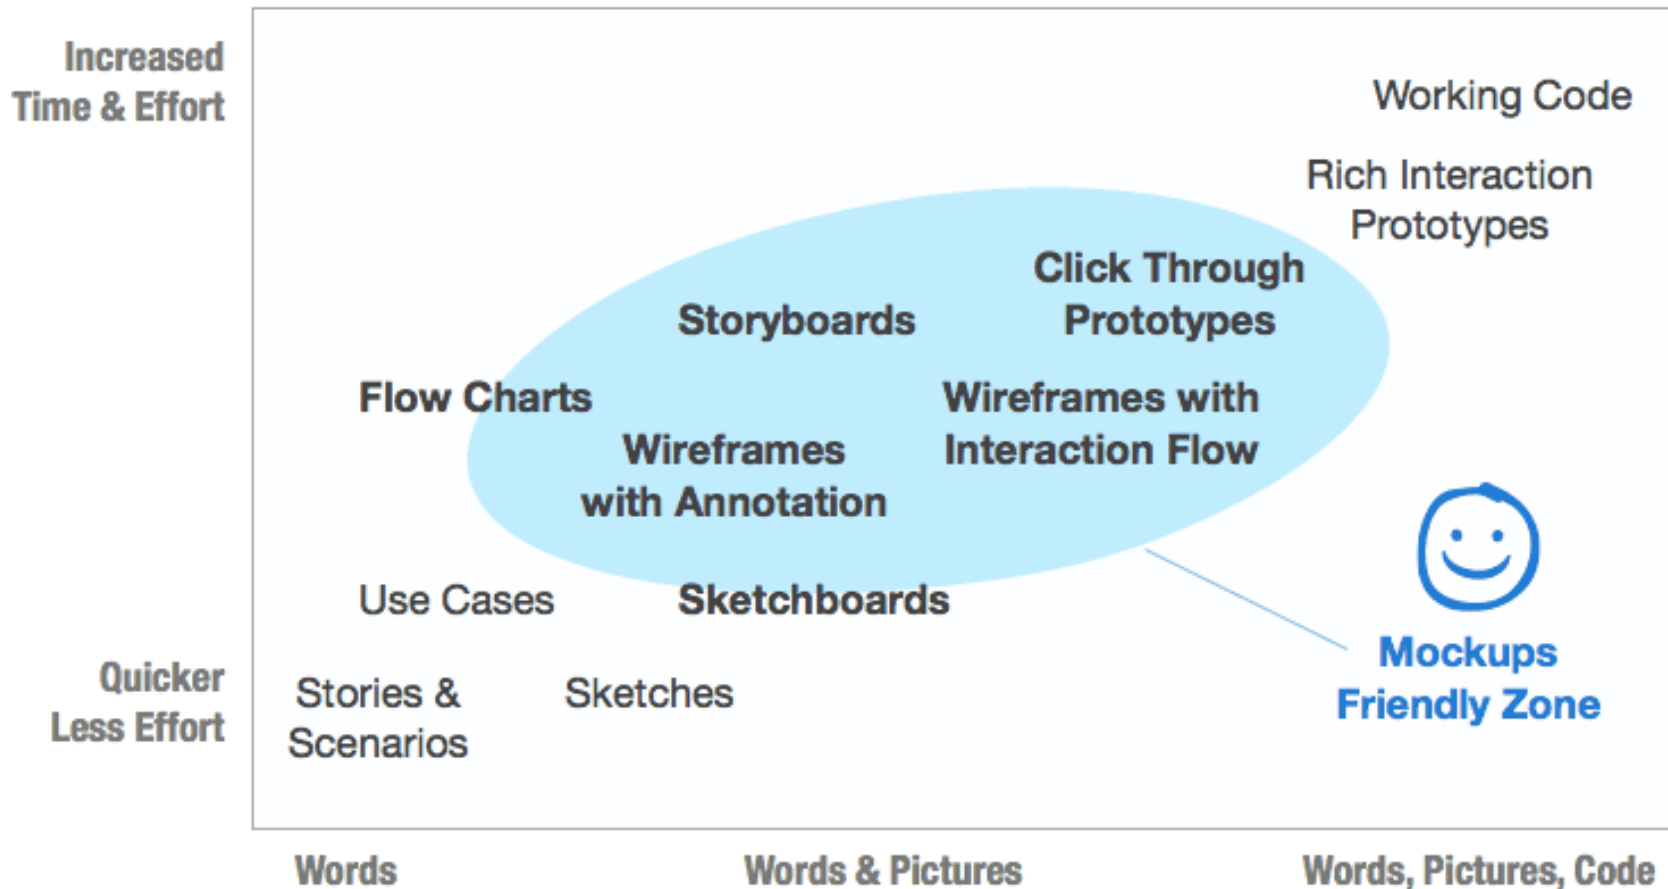 Increased
Time & Effort
Working Code
Rich Interaction
Prototypes
Click Through
Prototypes
Storyboards
Flow Charts
Wireframes with
Interaction Flow
Wireframes
with Annotation
Use Cases
Sketchboards
Mockups
Friendly Zone
Quicker
Less Effort
Stories &
Scenarios
Sketches
Words
Words & Pictures
Words, Pictures, Code